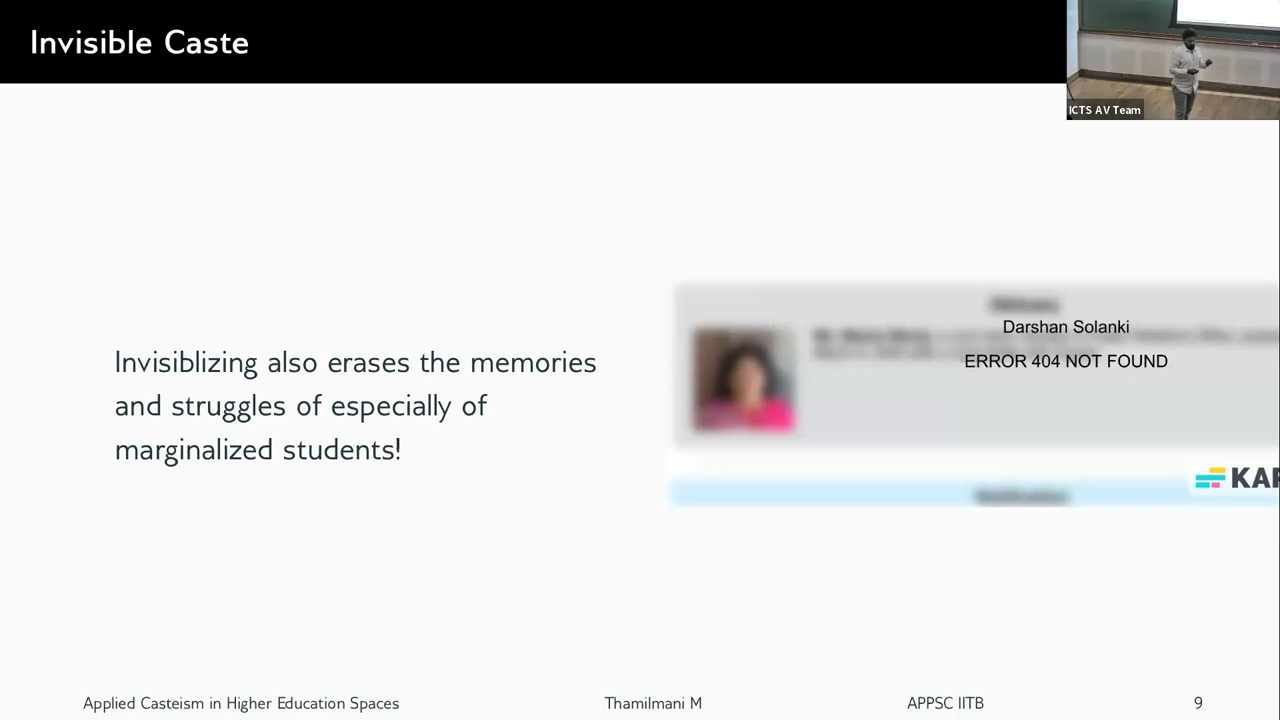 Invisible Caste
ICTS AV Team
Invisiblizing also erases the memories
and struggles of especially of
marginalized students!
Darshan Solanki
ERROR 404 NOT FOUND
Applied Casteism in Higher Education Spaces
Thamilmani M
APPSC IITB
9